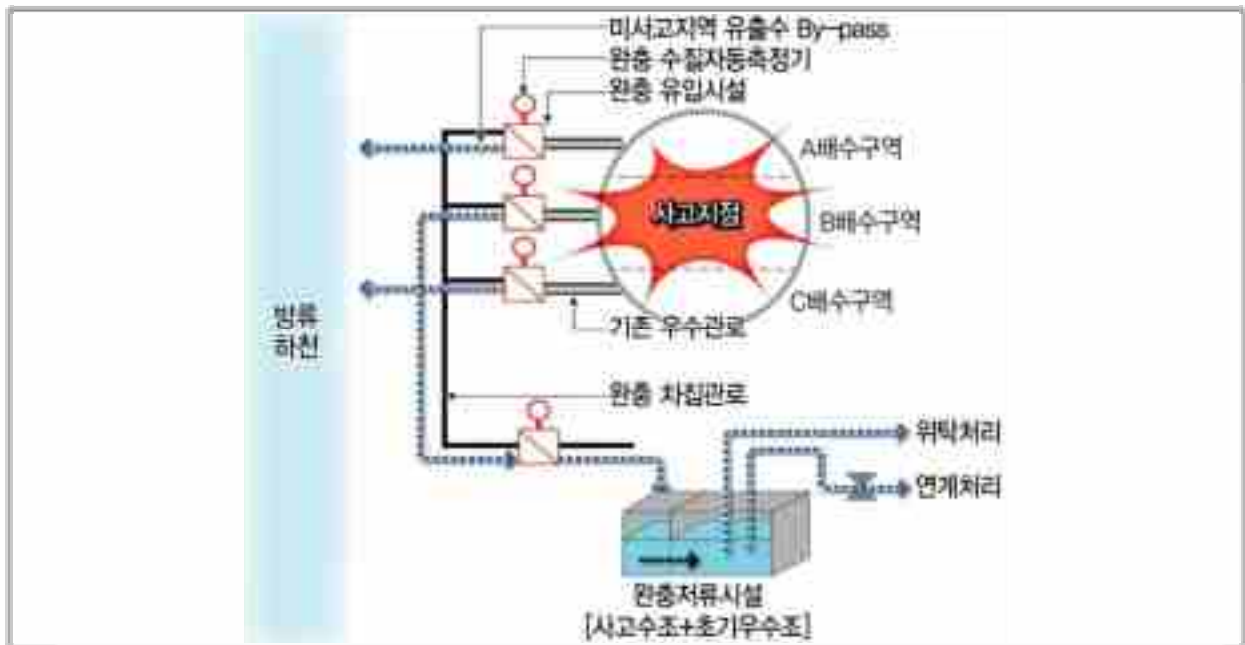 미사고지역 유출수 By-pass
완충 수질자동측정기
완충 유입시설
A배수구역
사고지점
B배수구역
C배수구역
기존 우수관로
방류
하천
완충 차집관로
위탁처리
연계처리
완충저류시설
[사고수조+초기우수조]